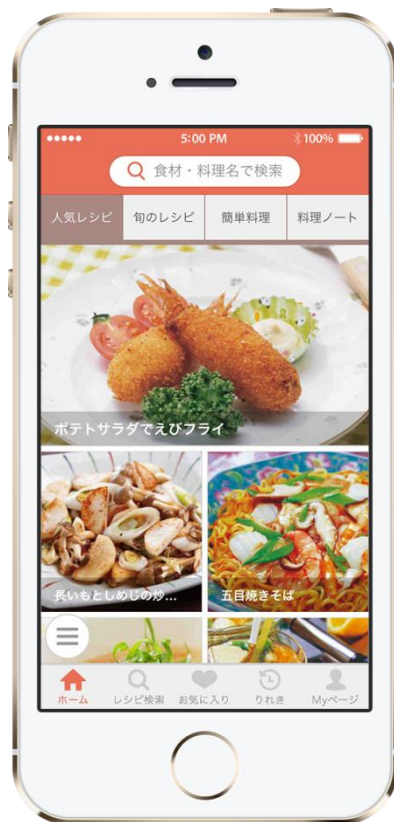 5:00 PM
100%
食材・料理名で検索
人気レシピ
旬のレシピ
簡単料理
料理ノート
ポテトサラダでえびフライ
長いもとしめじの炒...
五目焼きそば
ホーム
レシピ検索
お気に入り
りれき
Myページ